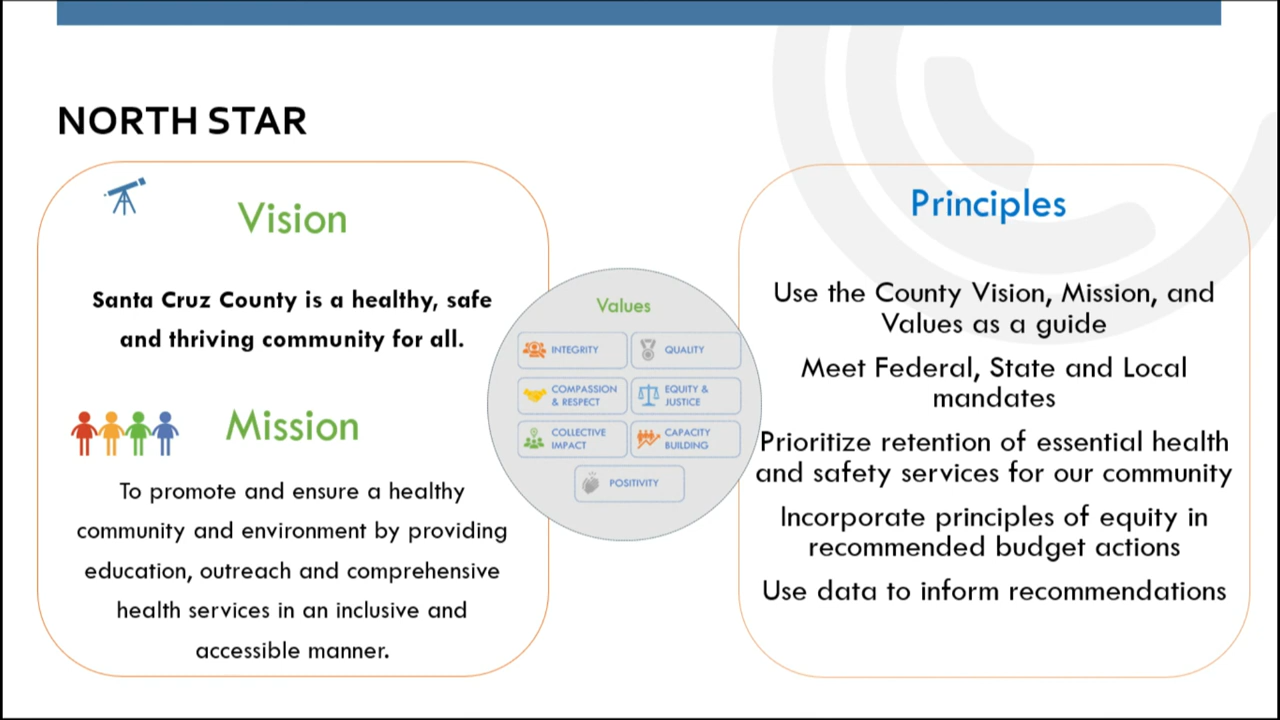 NORTH STAR
Vision
Santa Cruz County is a healthy, safe
and thriving community for all.
Mission
To promote and ensure a healthy
community and environment by providing
education, outreach and comprehensive
health services in an inclusive and
accessible manner.
Values
INTEGRITY
QUALITY
COMPASSION
& RESPECT
EQUITY &
JUSTICE
COLLECTIVE
IMPACT
CAPACITY
BUILDING
POSITIVITY
Principles
Use the County Vision, Mission, and
Values as a guide
Meet Federal, State and Local
mandates
Prioritize retention of essential health
and safety services for our community
Incorporate principles of equity in
recommended budget actions
Use data to inform recommendations